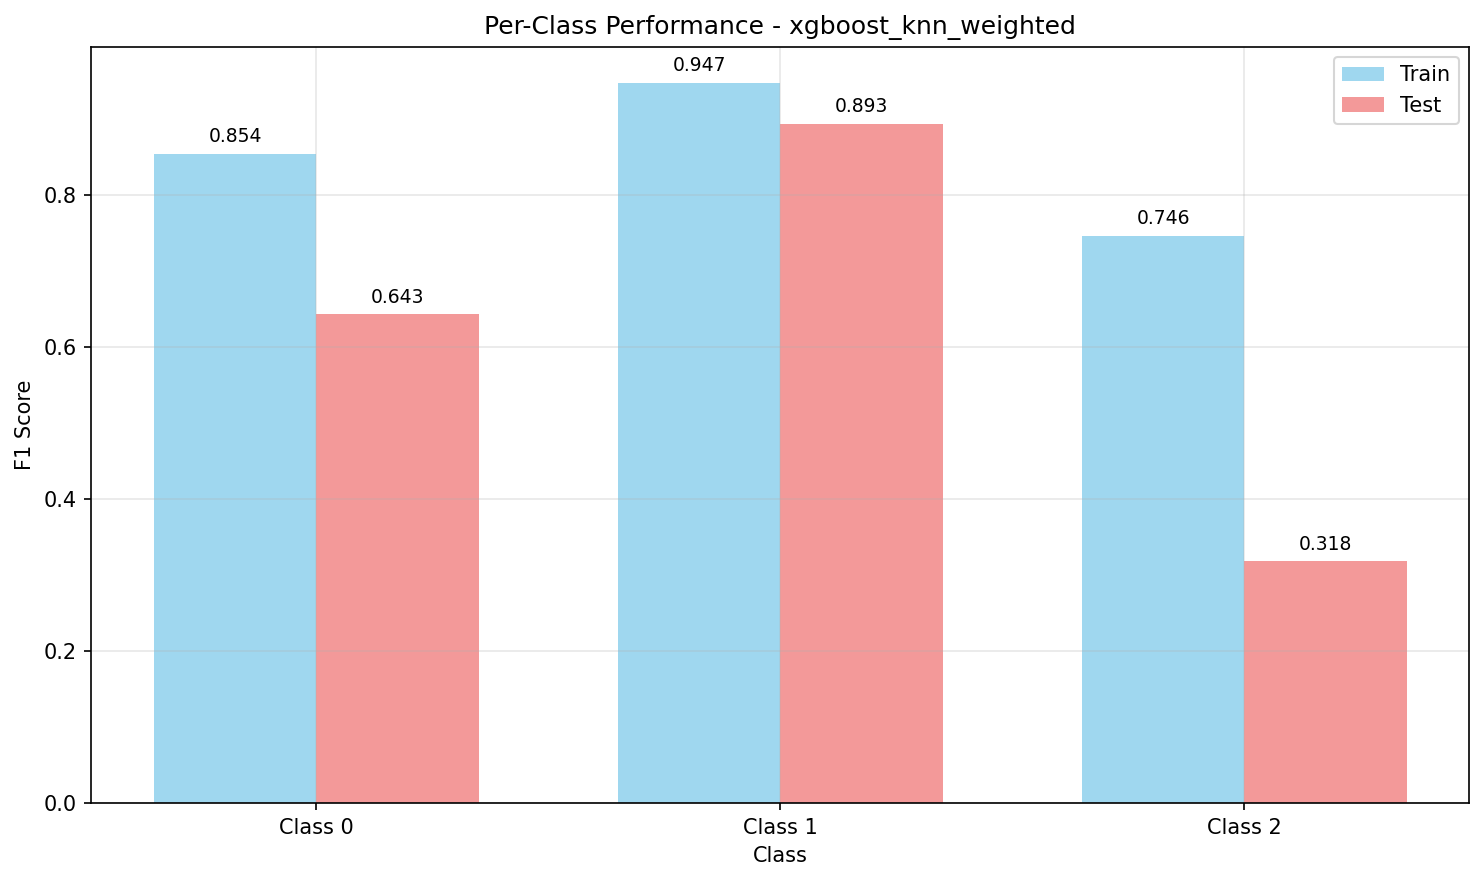 Per-Class Performance - xgboost_knn_weighted
Train
Test
0.854
0.643
0.947
0.893
0.746
0.318
F1 Score
0.8
0.6
0.4
0.2
0.0
Class 0
Class 1
Class 2
Class